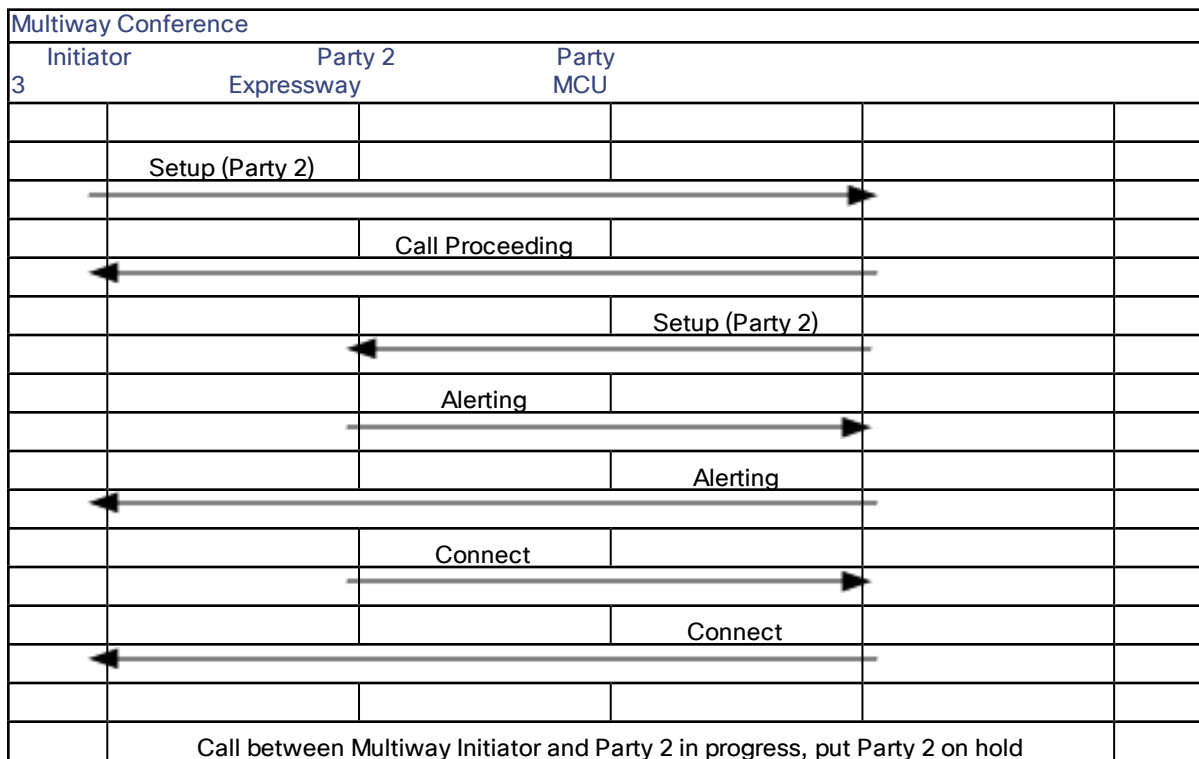 Multiway Conference
Initiator Party 2 Party
3 Expressway MCU
Setup (Party 2)
Call Proceeding
Setup (Party 2)
Alerting
Alerting
Connect
Connect
Call between Multiway Initiator and Party 2 in progress, put Party 2 on hold